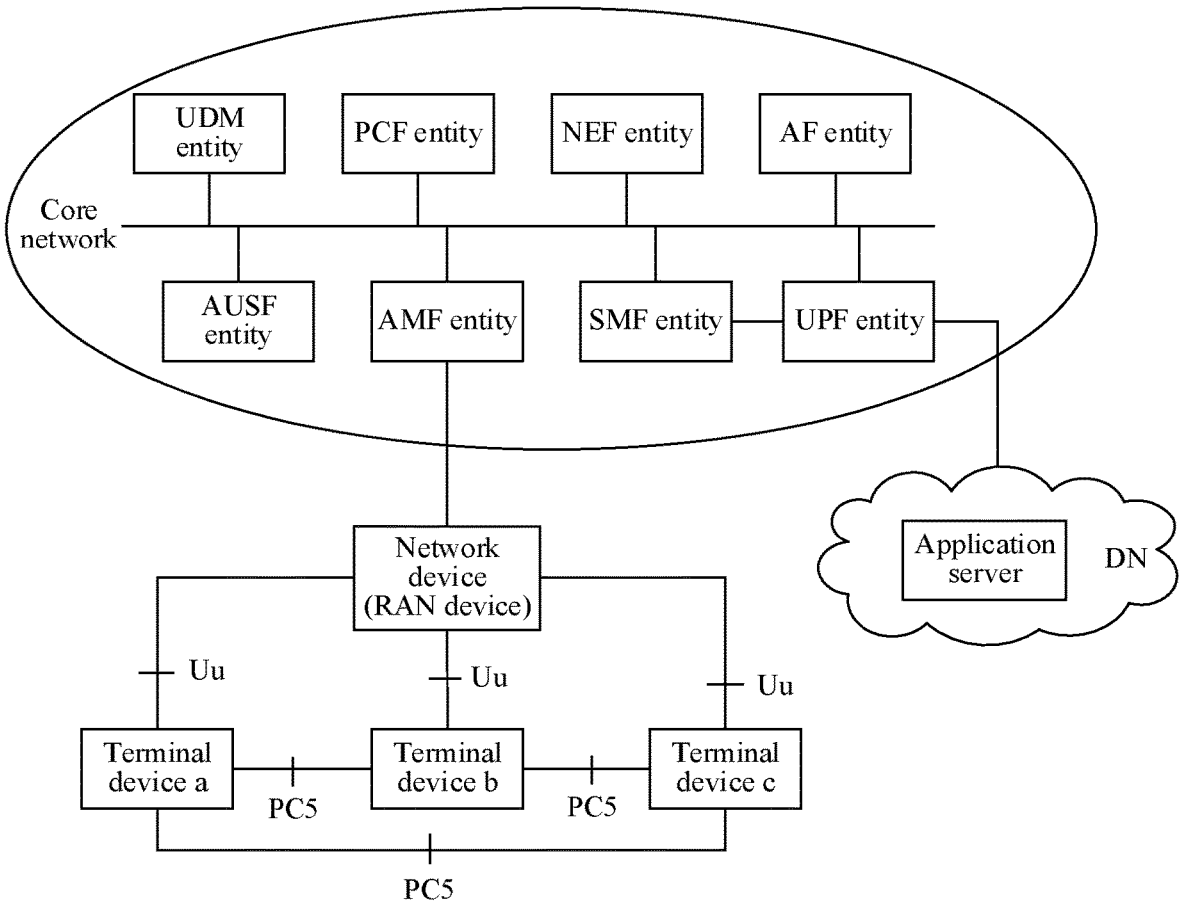 UDM
entity
PCF entity
NEF entity
AF entity
Core
network
AUSF
entity
AMF entity
SMF entity
UPF entity
Network
device
(RAN device)
Application
server
DN
Uu
Uu
Uu
Terminal
device a
Terminal
device b
Terminal
device c
PC5
PC5
PC5